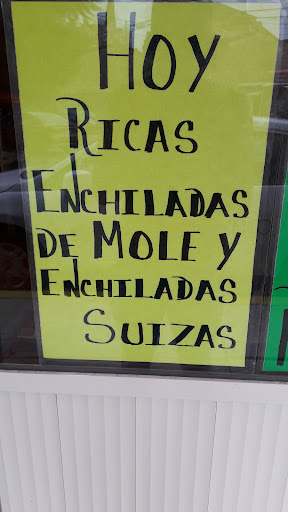 HOY
RICAS
ENCHILADAS
DE MOLE Y
ENCHILADAS
SUIZAS